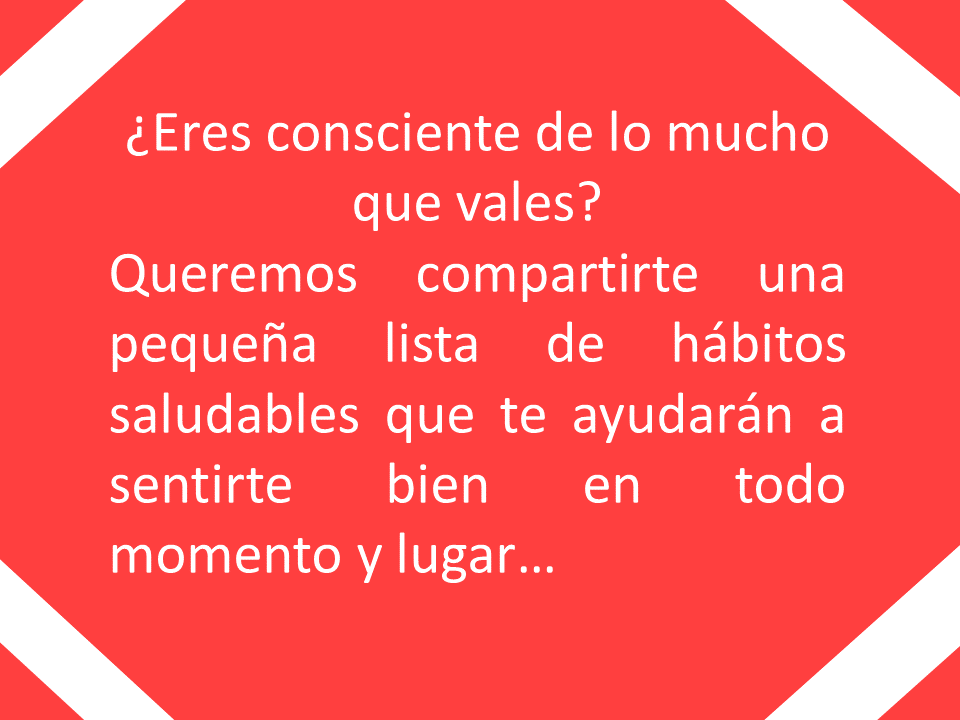 ¿Eres consciente de lo mucho
que vales?
Queremos compartirte una
pequeña lista de hábitos
saludables que te ayudarán a
sentirte bien en todo
momento y lugar…